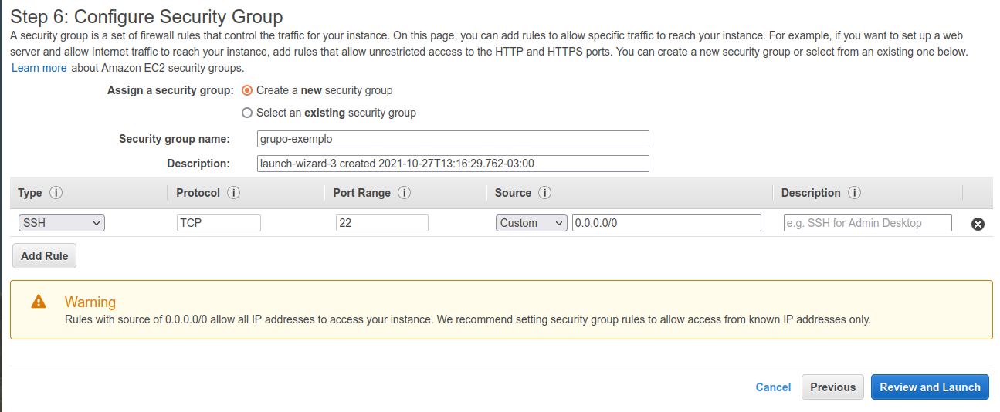 Step 6: Configure Security Group
A security group is a set of firewall rules that control the traffic for your instance. On this page, you can add rules to allow specific traffic to reach your instance. For example, if you want to set up a web
server and allow Internet traffic to reach your instance, add rules that allow unrestricted access to the HTTP and HTTPS ports. You can create a new security group or select from an existing one below.
Learn more about Amazon EC2 security groups.
Assign a security group: Create a new security group
Select an existing security group
Security group name: grupo-exemplo
Description: launch-wizard-3 created 2021-10-27T13:16:29.762-03:00
Type i Protocol i Port Range i Source i Description i
SSH TCP 22 Custom 0.0.0.0/0 e.g. SSH for Admin Desktop
Add Rule
Warning
Rules with source of 0.0.0.0/0 allow all IP addresses to access your instance. We recommend setting security group rules to allow access from known IP addresses only.
Cancel Previous Review and Launch